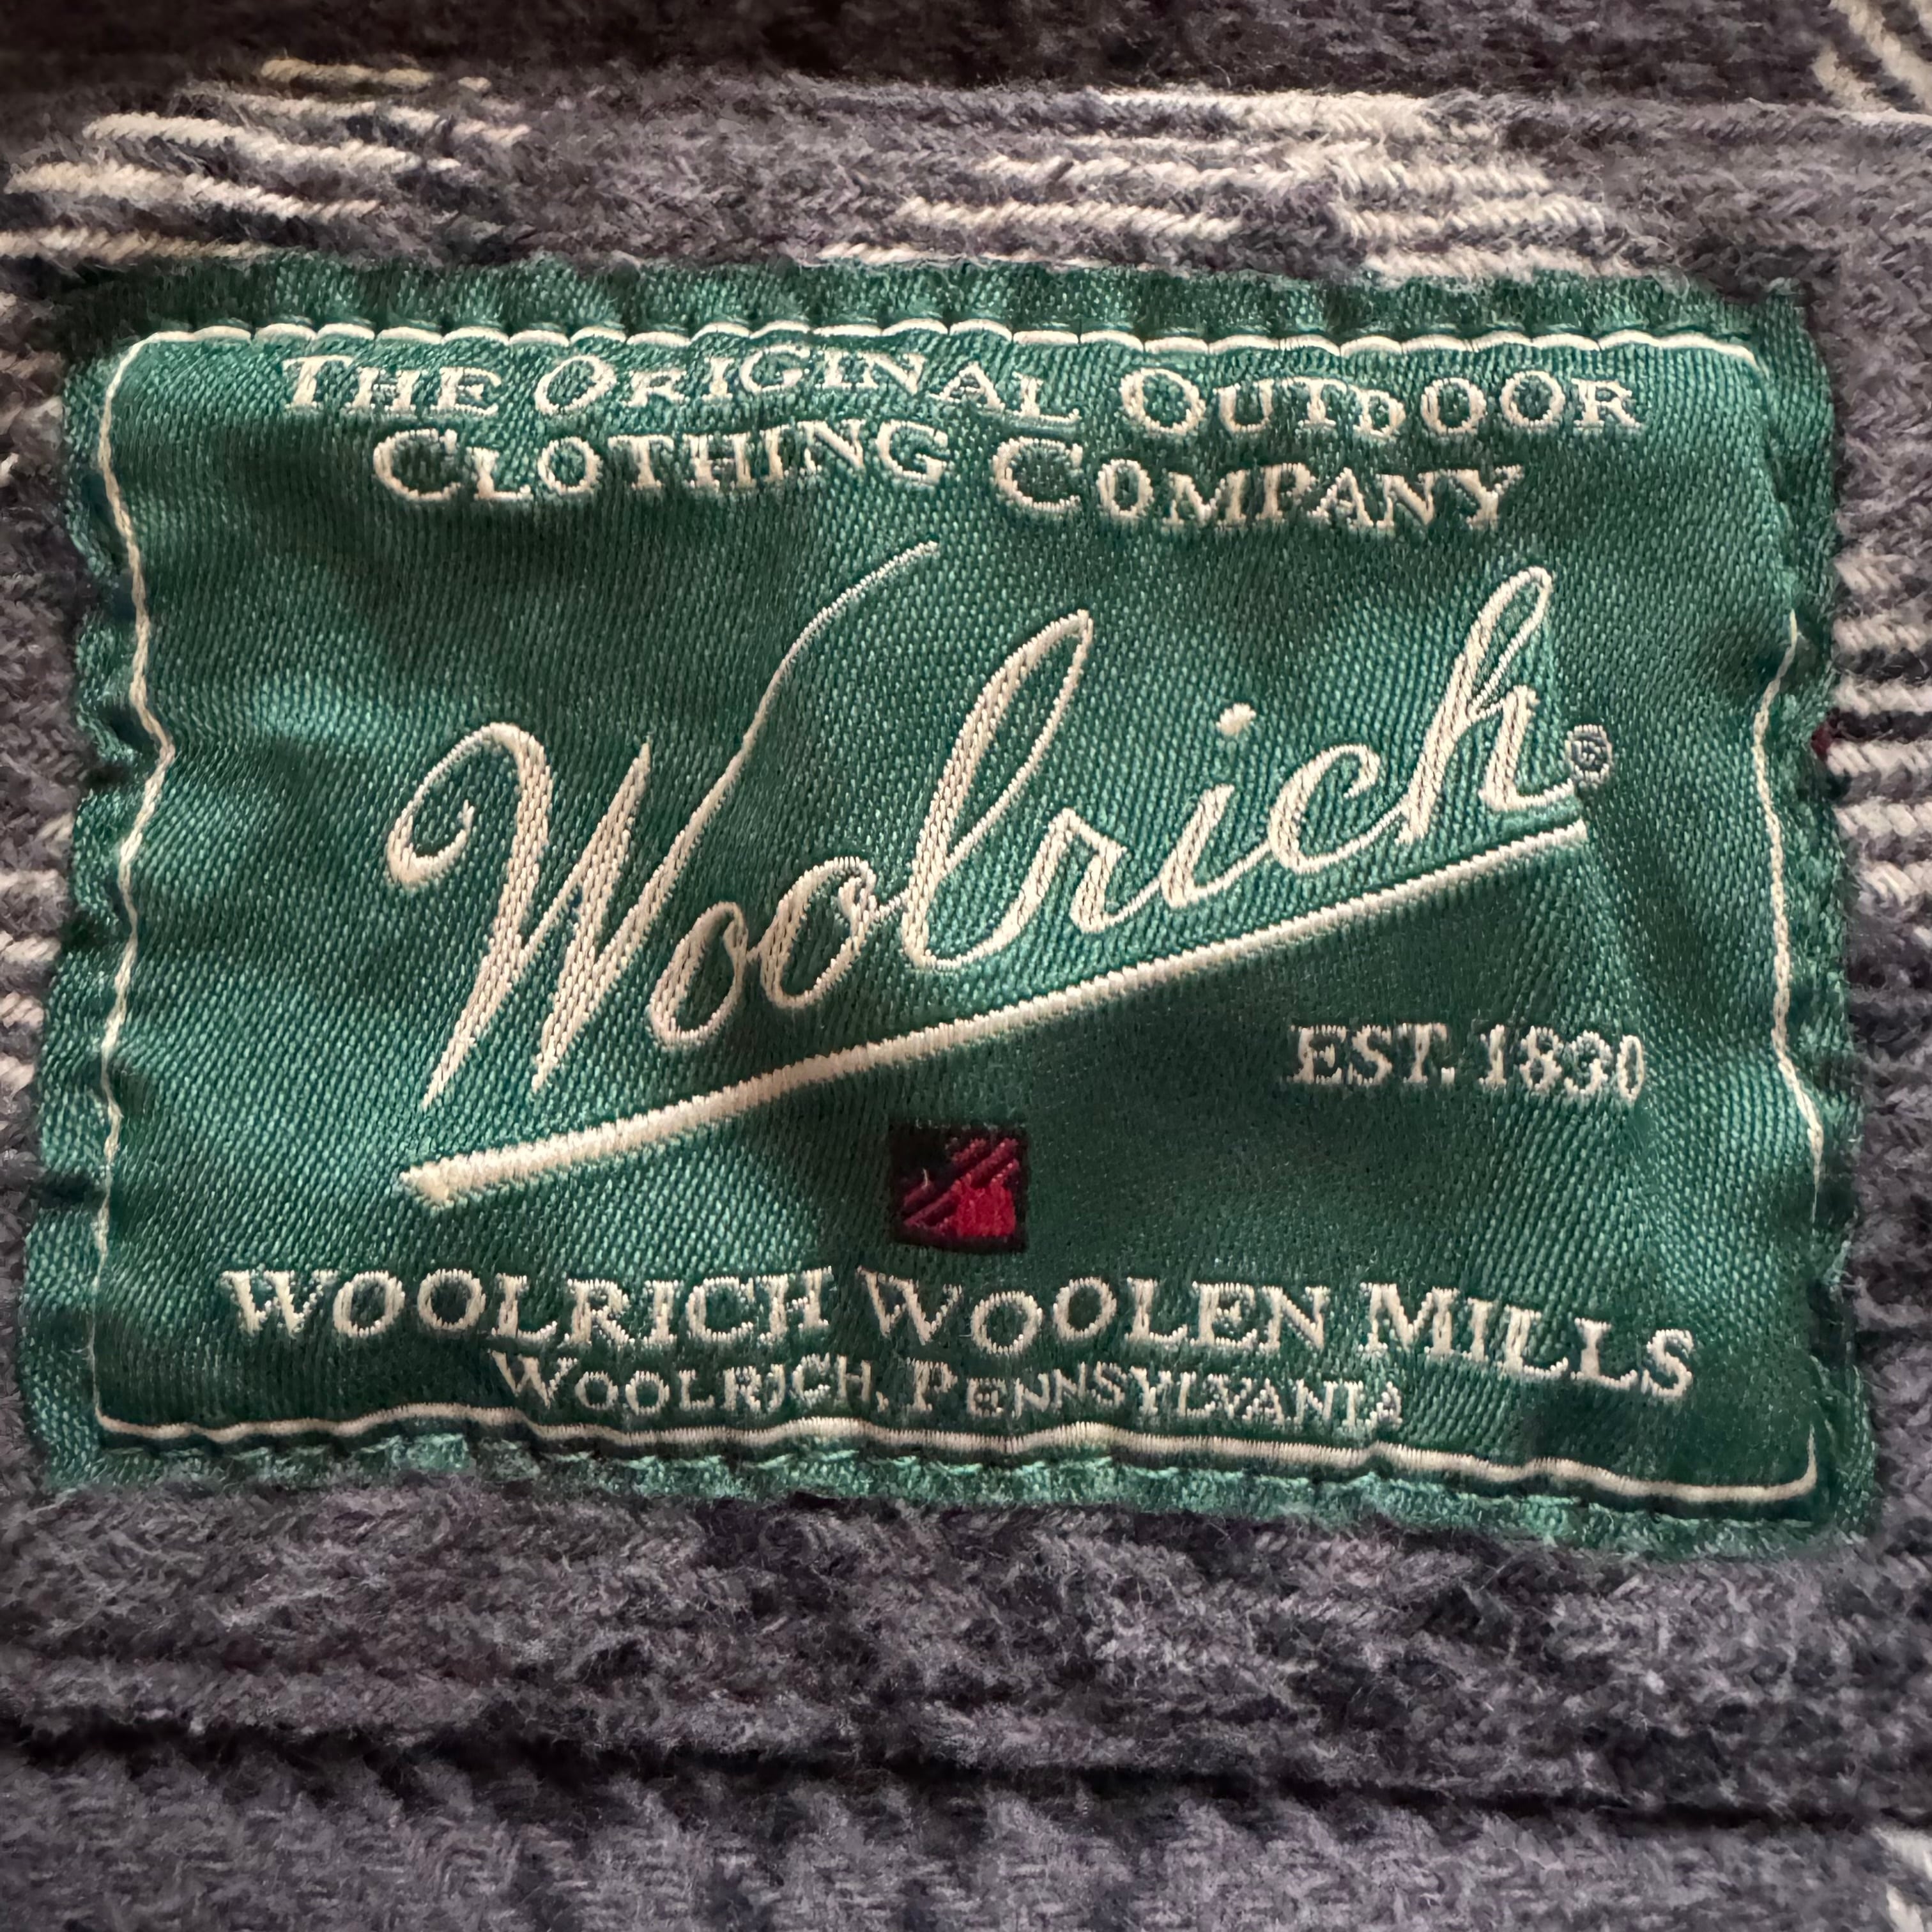 The Original Outdoor
Clothing Company
Woolrich®
EST. 1830
WOOLRICH WOOLEN MILLS
Woolrich, Pennsylvania